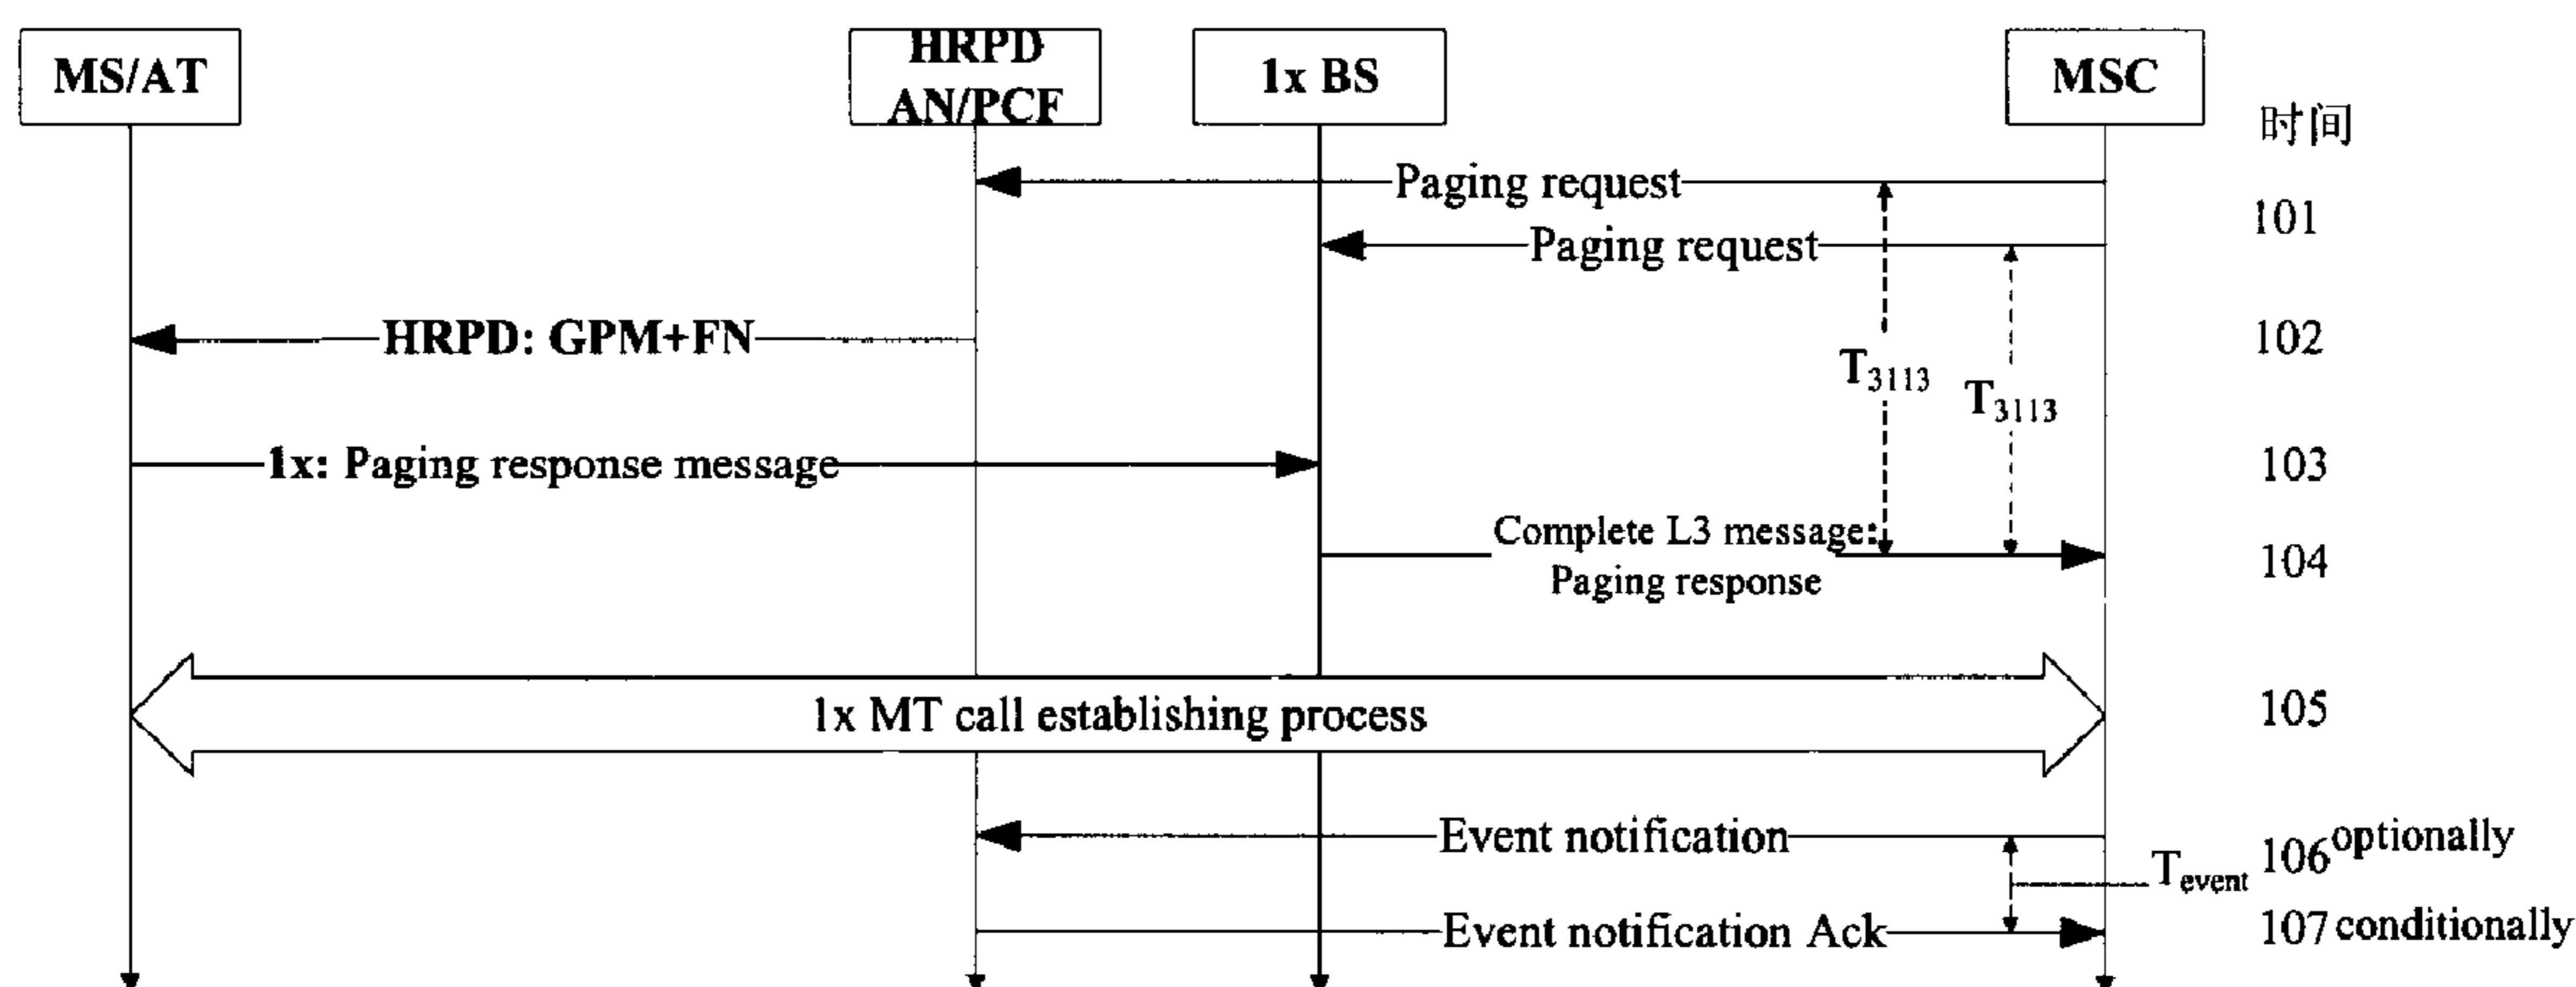 MS/AT
HRPD
AN/PCF
1x BS
MSC
时间
Paging request
101
Paging request
HRPD: GPM+FN
102
T3113
T3113
1x: Paging response message
103
Complete L3 message:
Paging response
104
1x MT call establishing process
105
Event notification
106 optionally
Tevent
Event notification Ack
107 conditionally